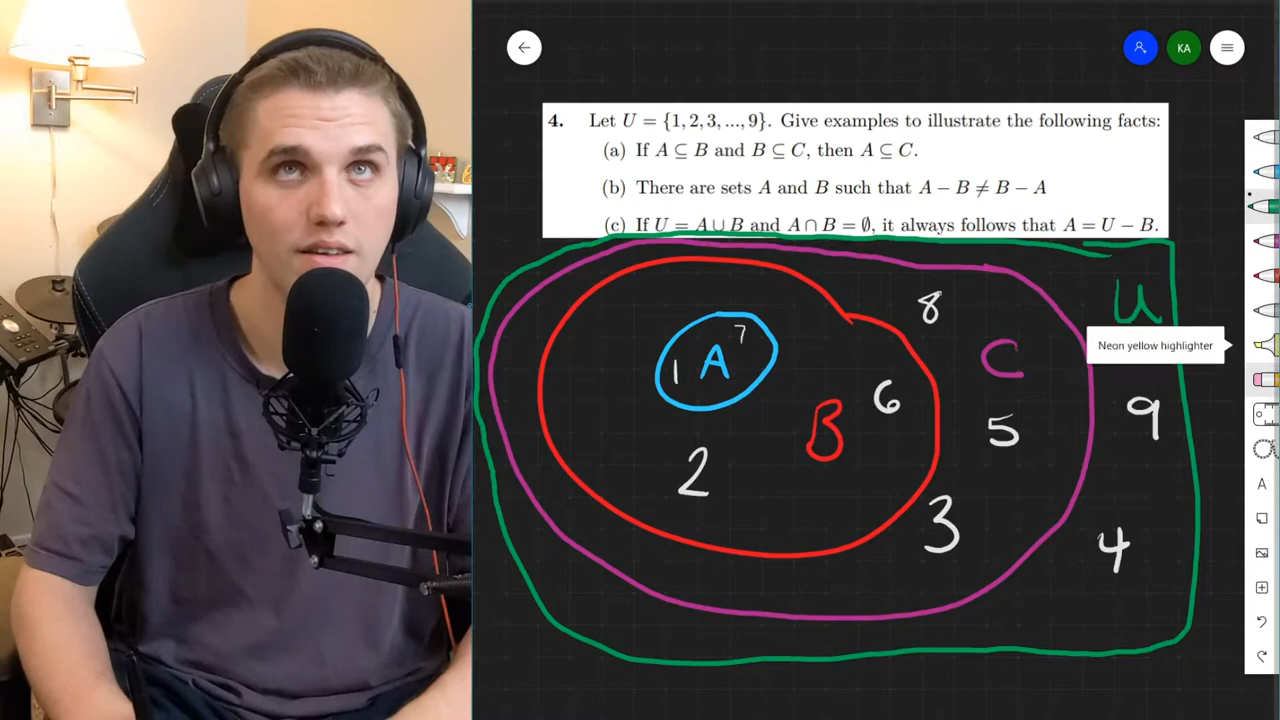 KA
4. Let U = {1, 2, 3, ..., 9}. Give examples to illustrate the following facts:
(a) If A ⊆ B and B ⊆ C, then A ⊆ C.
(b) There are sets A and B such that A − B ≠ B − A
(c) If U = A ∪ B and A ∩ B = ∅, it always follows that A = U − B.
U
8
7
1 A
C
Neon yellow highlighter
6
B
5
9
2
3
4
A